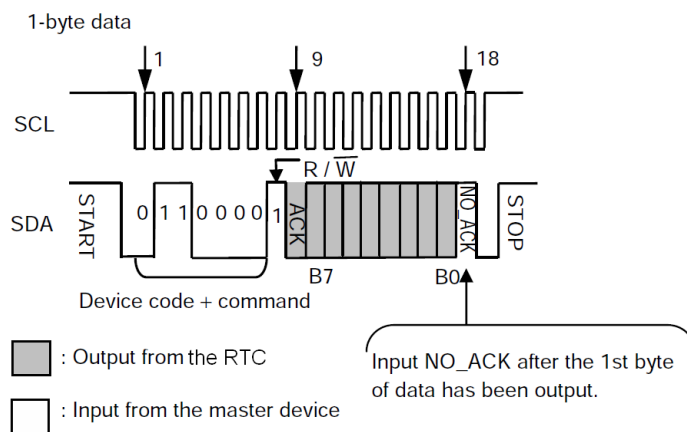 1-byte data
1
9
18
SCL
R / W
SDA
START
0 1 1 0 0 0 0 1
ACK
NO_ACK
STOP
B7
B0
Device code + command
: Output from the RTC
: Input from the master device
Input NO_ACK after the 1st byte
of data has been output.